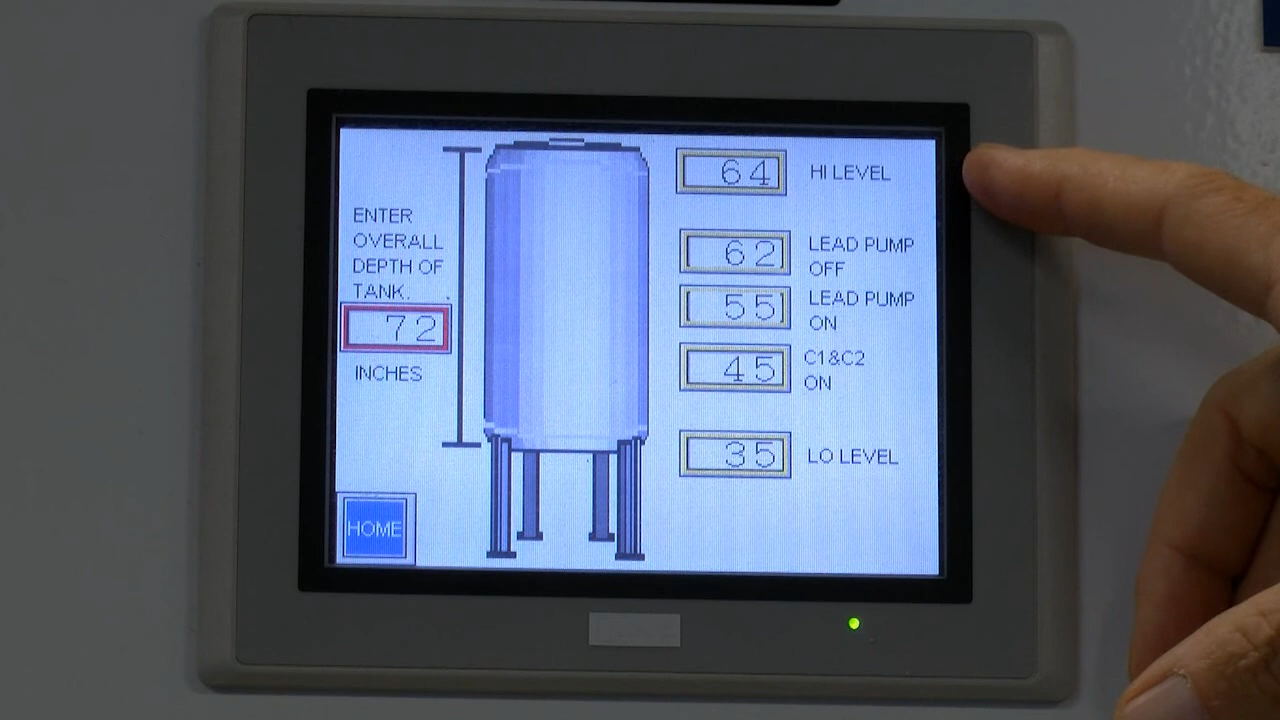 ENTER
OVERALL
DEPTH OF
TANK.
72
INCHES
HOME
64 HI LEVEL
62 LEAD PUMP
OFF
55 LEAD PUMP
ON
45 C1&C2
ON
35 LO LEVEL